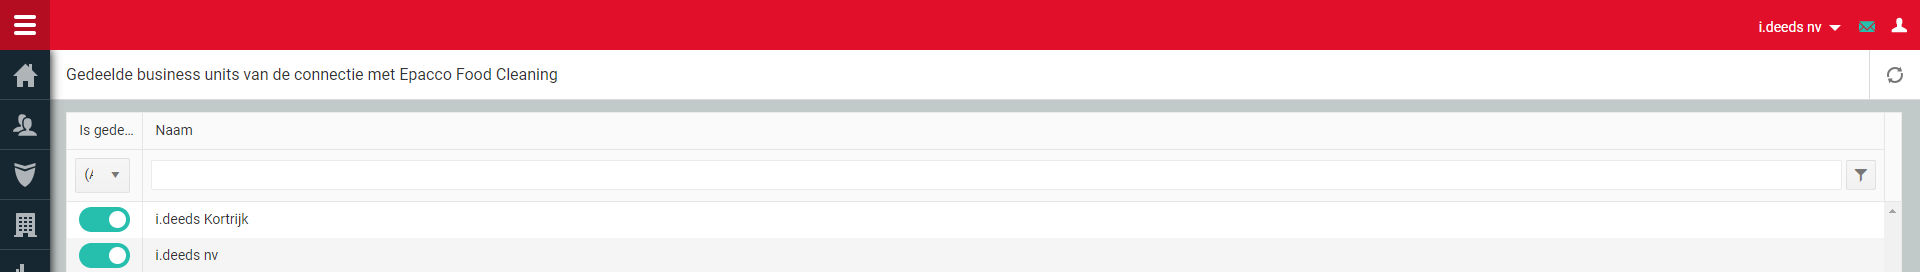 i.deeds nv
Gedeelde business units van de connectie met Epacco Food Cleaning
Is gede... Naam
(A
i.deeds Kortrijk
i.deeds nv